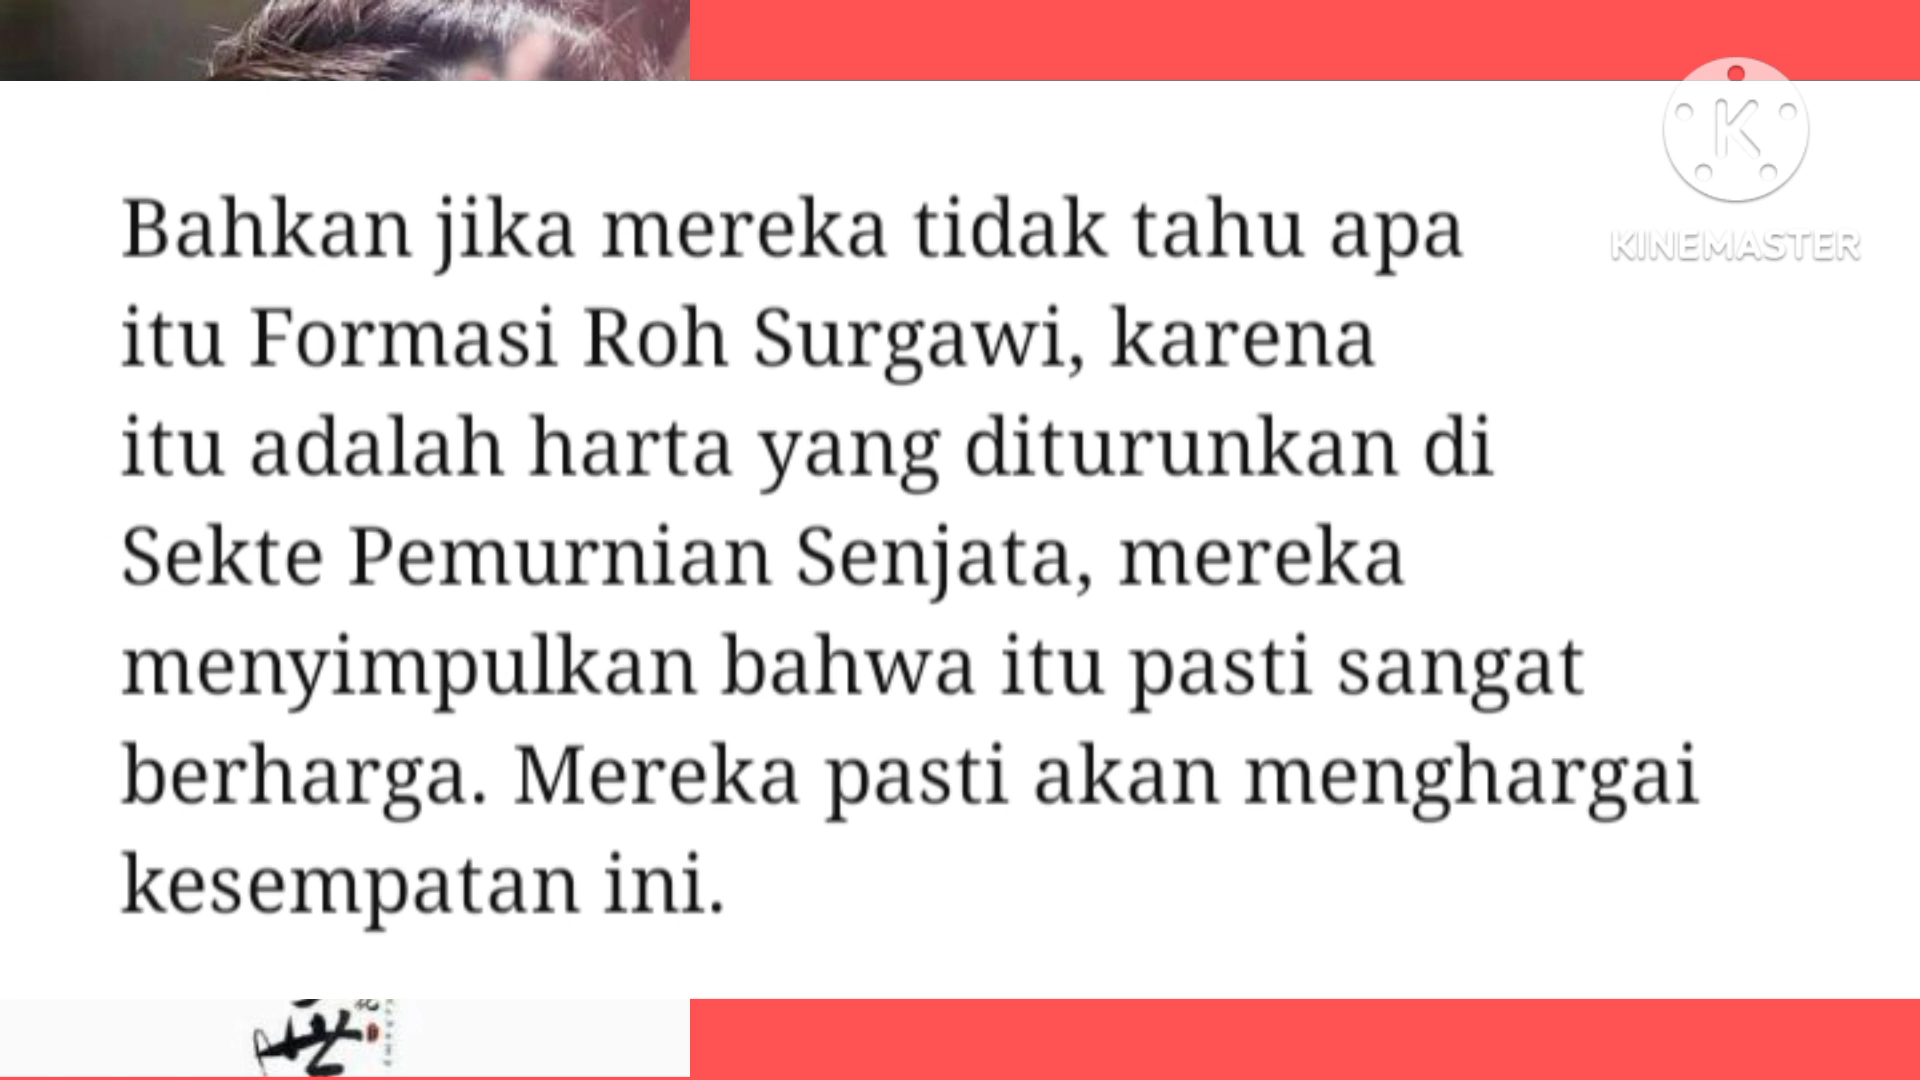 Bahkan jika mereka tidak tahu apa
itu Formasi Roh Surgawi, karena
itu adalah harta yang diturunkan di
Sekte Pemurnian Senjata, mereka
menyimpulkan bahwa itu pasti sangat
berharga. Mereka pasti akan menghargai
kesempatan ini.
K
KINEMASTER